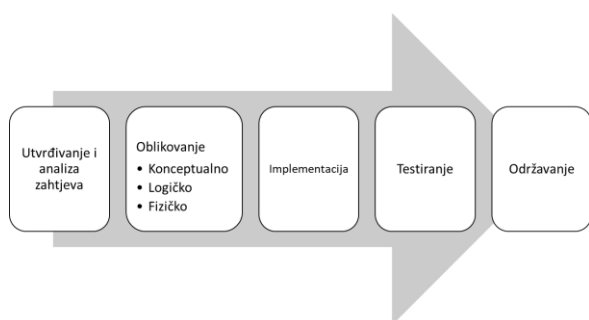 Utvrđivanje i
analiza
zahtjeva
Oblikovanje
• Konceptualno
• Logičko
• Fizičko
Implementacija
Testiranje
Održavanje